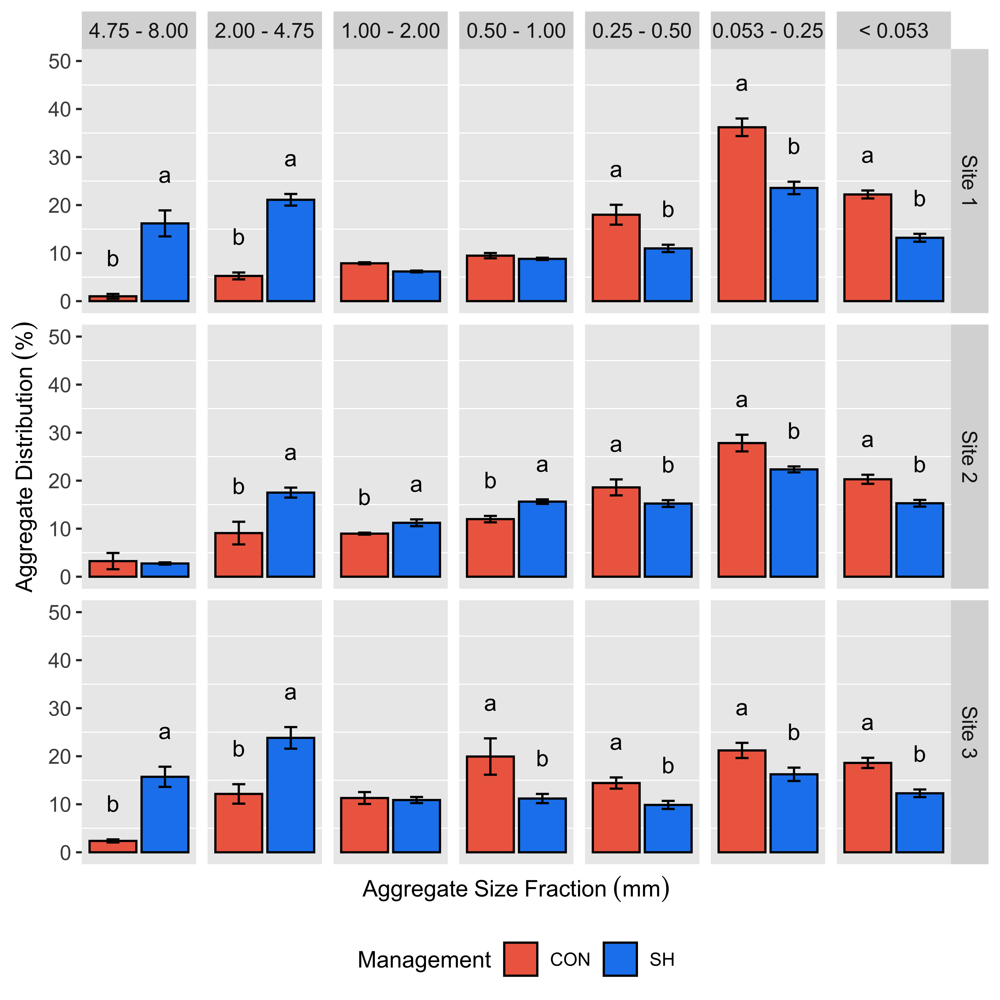 4.75 - 8.00 2.00 - 4.75 1.00 - 2.00 0.50 - 1.00 0.25 - 0.50 0.053 - 0.25 < 0.053
50
40
30
20
10
0
b a b a a b a b a b
Site 1
50
40
30
20
10
0
b a b a b a a b a b a b
Site 2
50
40
30
20
10
0
b a b a a b a b a b a b
Site 3
Aggregate Distribution (%)
Aggregate Size Fraction (mm)
Management CON SH